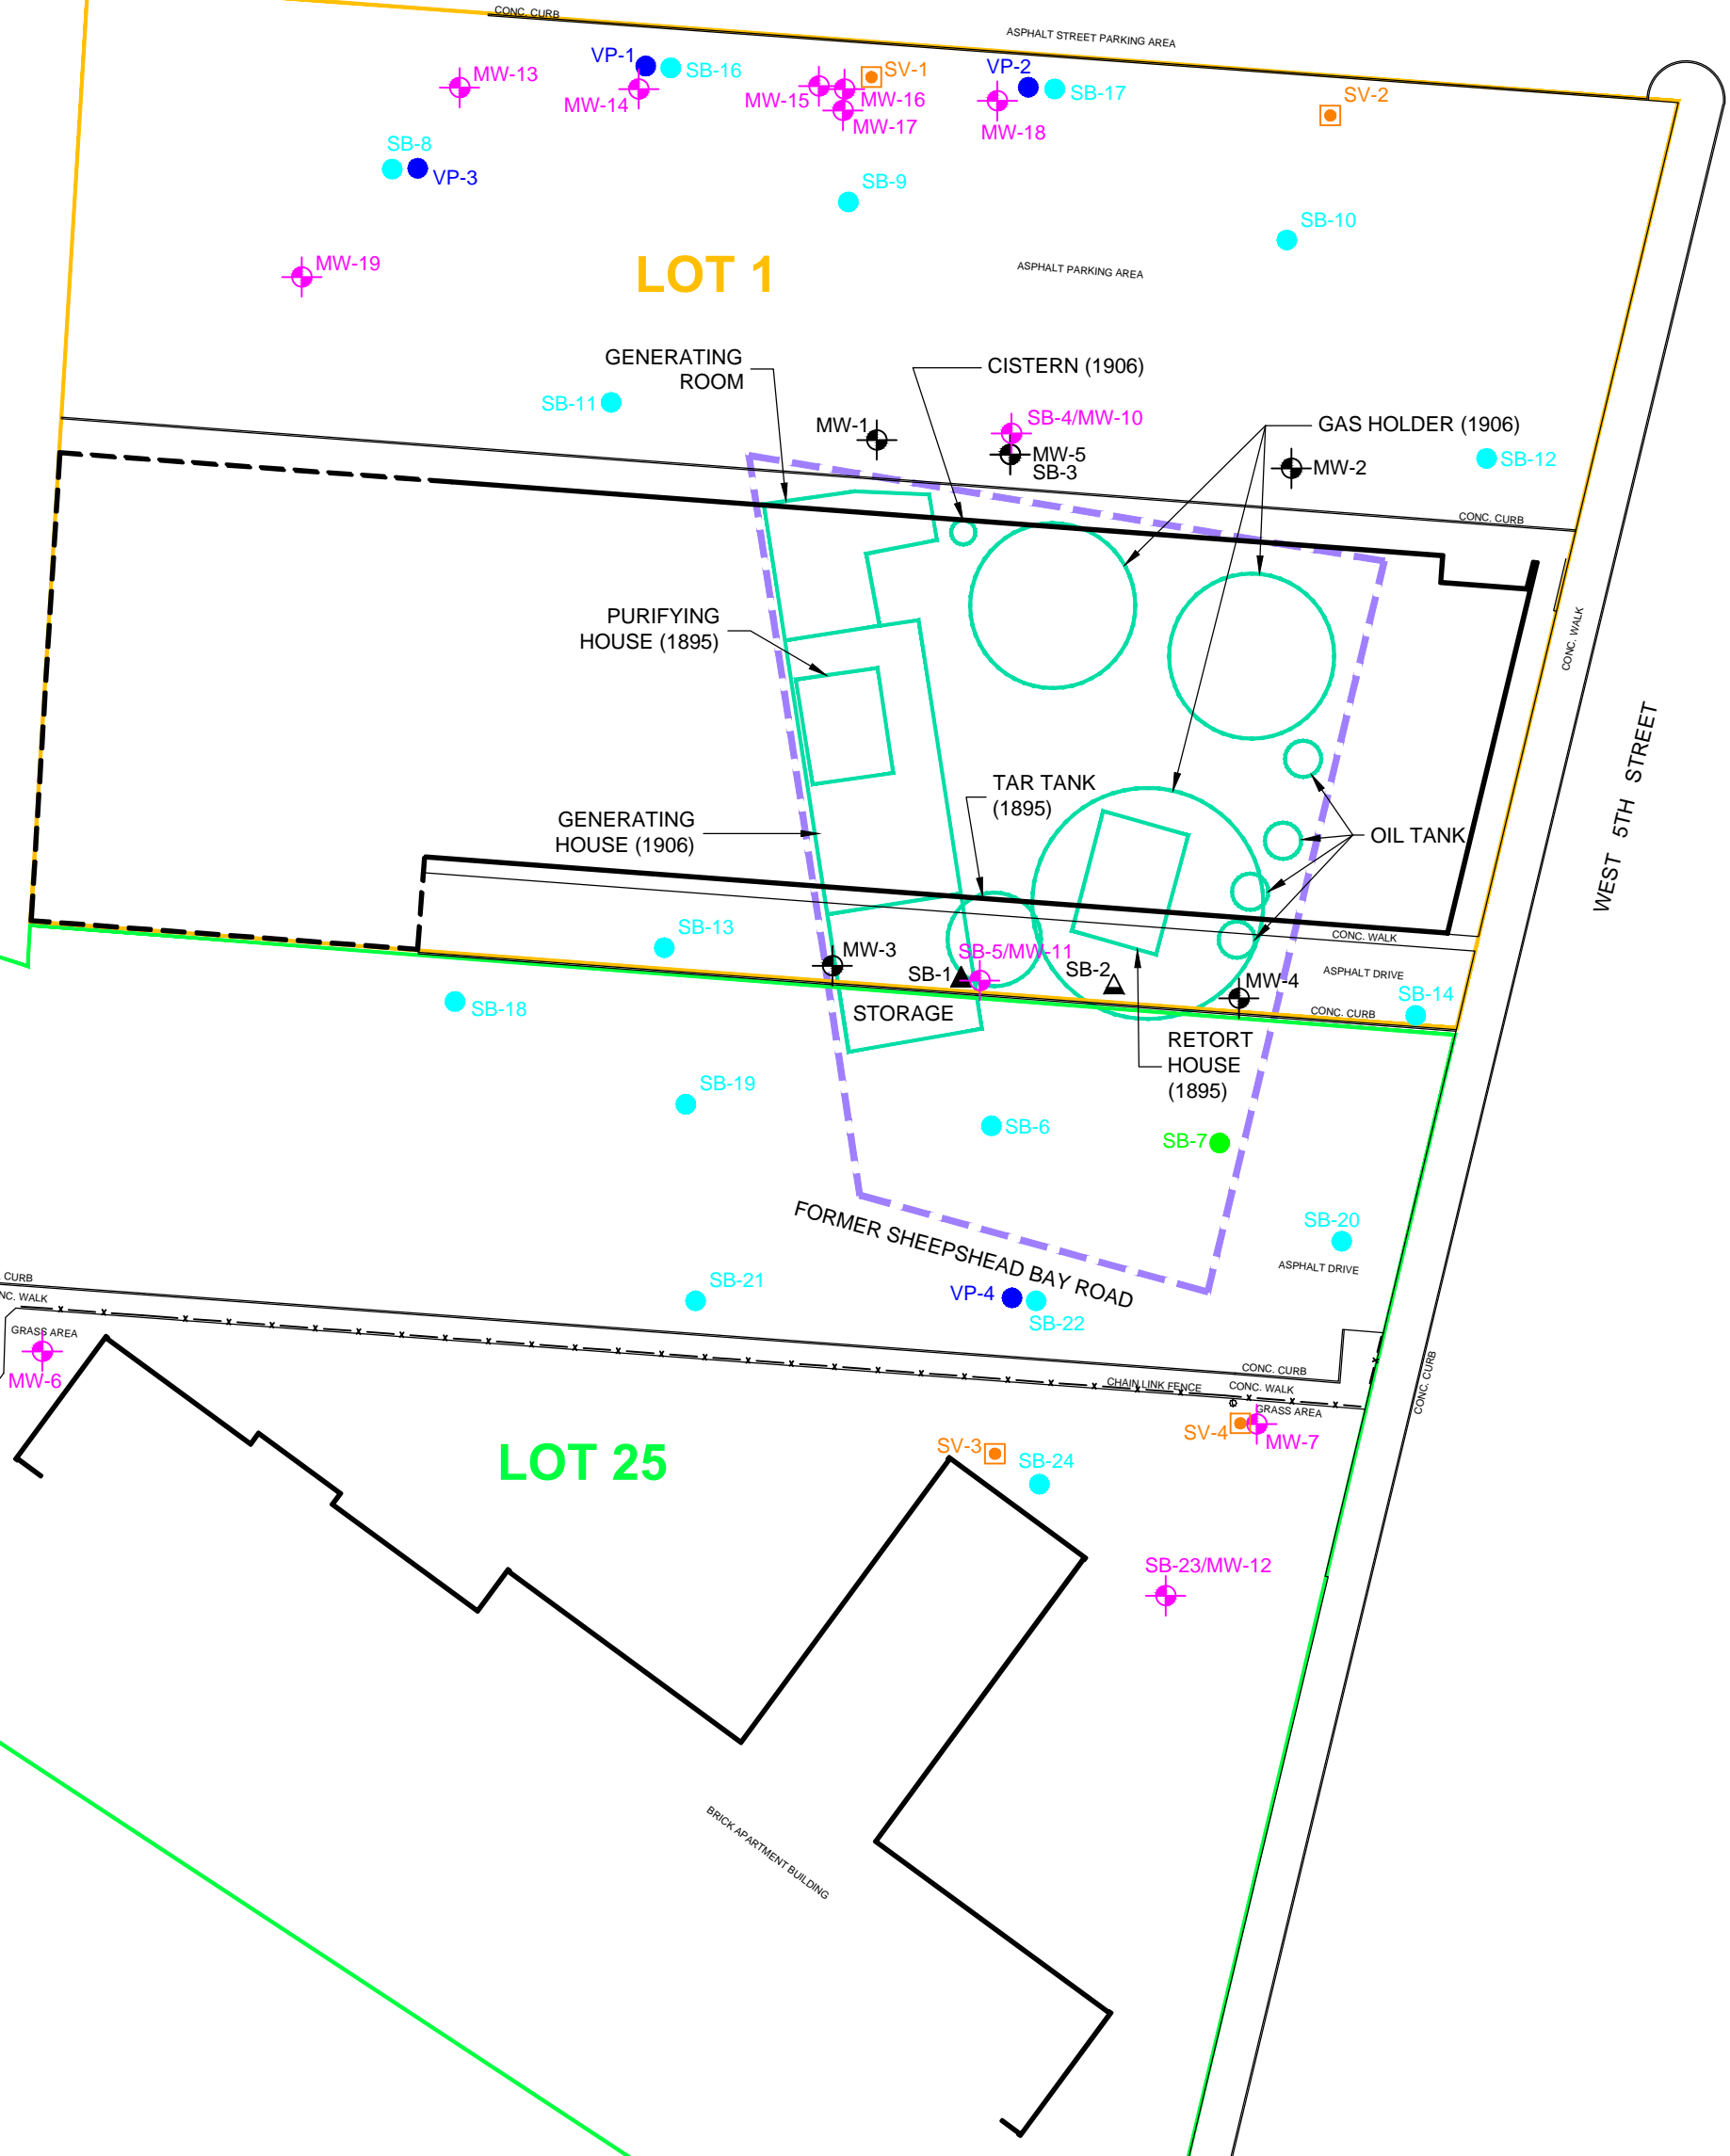 CONC. CURB
ASPHALT STREET PARKING AREA
VP-1
SB-16
SV-1
VP-2
SB-17
SV-2
MW-13
MW-14
MW-15
MW-16
MW-17
MW-18
SB-8
VP-3
SB-9
SB-10
MW-19
LOT 1
ASPHALT PARKING AREA
GENERATING
ROOM
CISTERN (1906)
SB-11
MW-1
SB-4/MW-10
GAS HOLDER (1906)
MW-5
SB-3
MW-2
SB-12
CONC. CURB
CONC. WALK
PURIFYING
HOUSE (1895)
WEST 5TH STREET
TAR TANK
(1895)
GENERATING
HOUSE (1906)
OIL TANK
SB-13
CONC. WALK
MW-3
SB-5/MW-11
SB-1
SB-2
MW-4
ASPHALT DRIVE
SB-14
SB-18
STORAGE
CONC. CURB
RETORT
HOUSE
(1895)
SB-19
SB-6
SB-7
FORMER SHEEPSHEAD BAY ROAD
SB-20
ASPHALT DRIVE
CURB
NC. WALK
SB-21
VP-4
SB-22
GRASS AREA
MW-6
CONC. CURB
CHAIN LINK FENCE
CONC. WALK
GRASS AREA
CONC. CURB
LOT 25
SV-3
SB-24
SV-4
MW-7
SB-23/MW-12
BRICK APARTMENT BUILDING